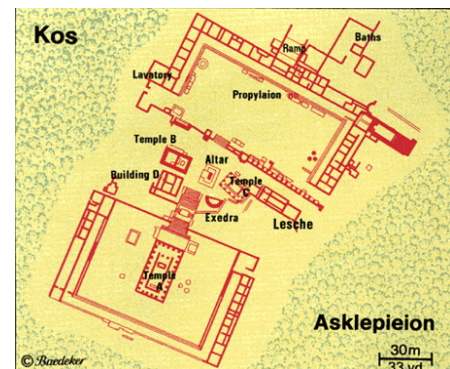 Kos
Baths
Ramp
Lavatory
Propylaion
Temple B
Altar
Building D
Temple
C
Exedra
Lesche
Temple
A
Asklepieion
30m
33 yd
© Baedeker